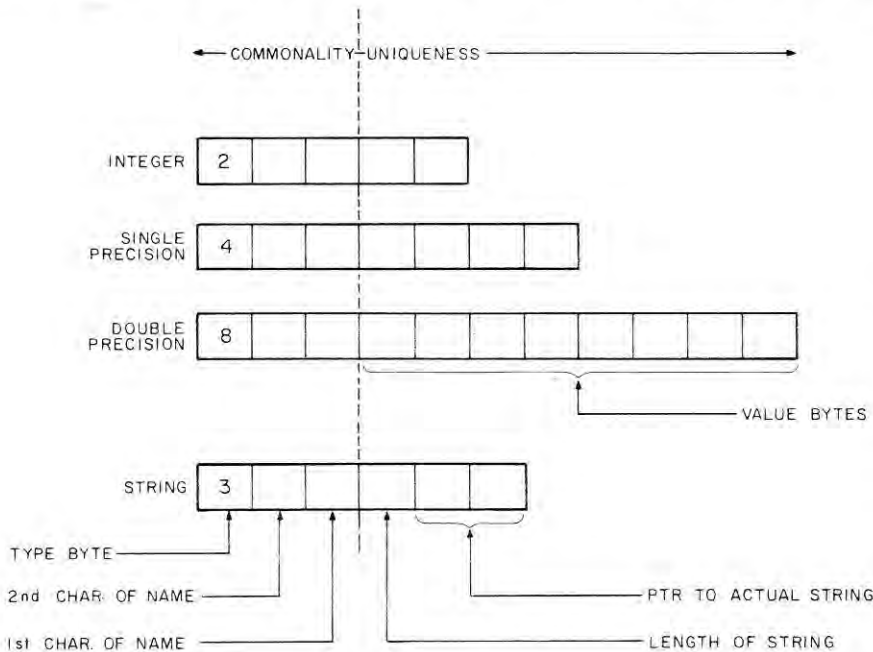 COMMONALITY-UNIQUENESS
INTEGER 2
SINGLE
PRECISION 4
DOUBLE
PRECISION 8
VALUE BYTES
STRING 3
TYPE BYTE
2nd CHAR. OF NAME
PTR TO ACTUAL STRING
1st CHAR. OF NAME
LENGTH OF STRING